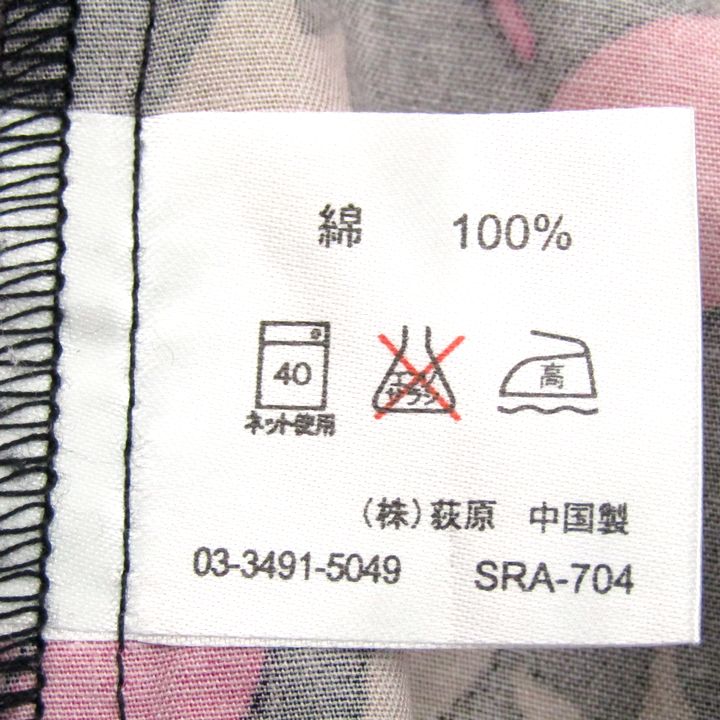 綿 100%
40 エンソ サラシ 高
ネット使用
(株)荻原 中国製
03-3491-5049 SRA-704